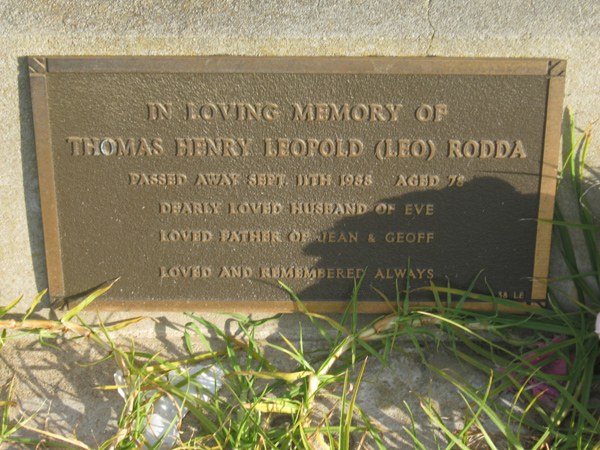 IN LOVING MEMORY OF
THOMAS HENRY LEOPOLD (LEO) RODDA
PASSED AWAY SEPT. 11TH 1988 AGED 78
DEARLY LOVED HUSBAND OF EVE
LOVED FATHER OF JEAN & GEOFF
LOVED AND REMEMBERED ALWAYS